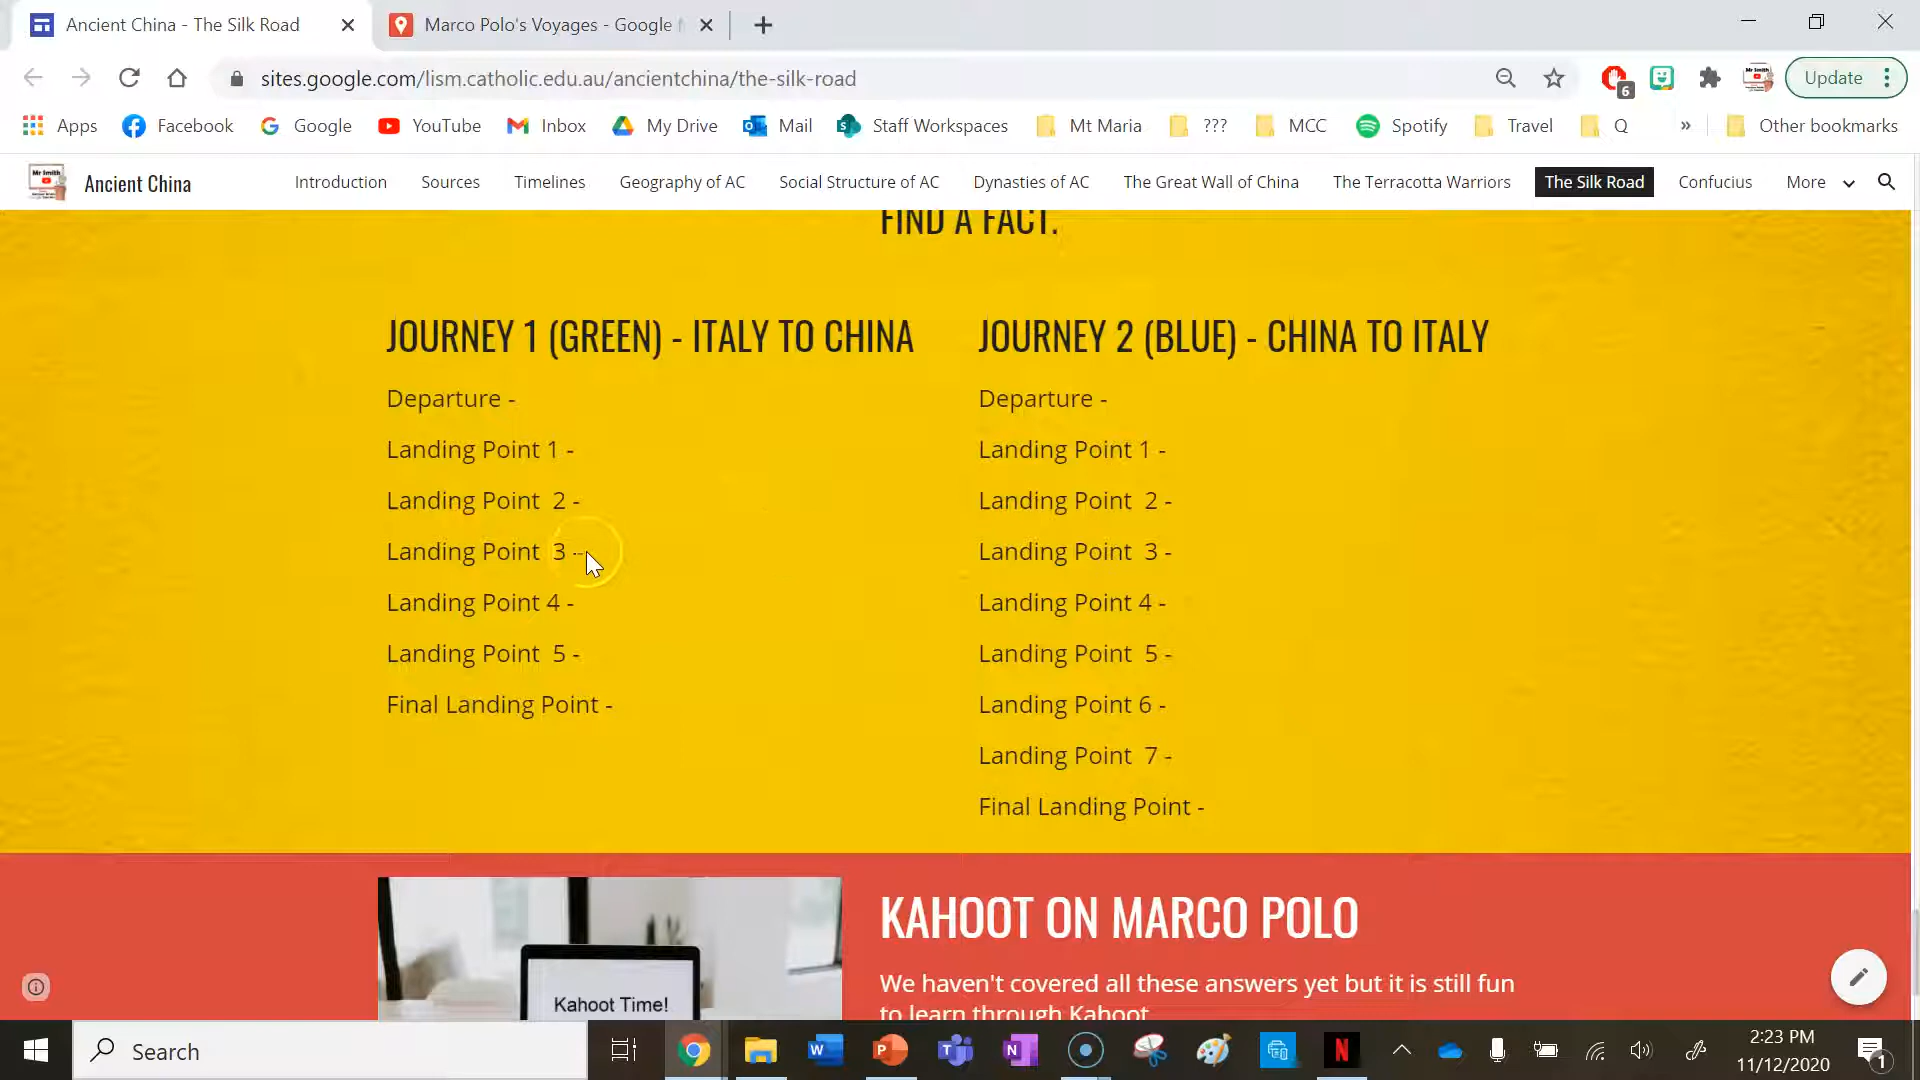 Ancient China - The Silk Road
Marco Polo's Voyages - Google
sites.google.com/lism.catholic.edu.au/ancientchina/the-silk-road
6
Update
Apps Facebook Google YouTube Inbox My Drive Mail Staff Workspaces Mt Maria ??? MCC Spotify Travel Q » Other bookmarks
Mr Smith
Ancient China Introduction Sources Timelines Geography of AC Social Structure of AC Dynasties of AC The Great Wall of China The Terracotta Warriors The Silk Road Confucius More
FIND A FACT.
JOURNEY 1 (GREEN) - ITALY TO CHINA
Departure -
Landing Point 1 -
Landing Point 2 -
Landing Point 3 -
Landing Point 4 -
Landing Point 5 -
Final Landing Point -
JOURNEY 2 (BLUE) - CHINA TO ITALY
Departure -
Landing Point 1 -
Landing Point 2 -
Landing Point 3 -
Landing Point 4 -
Landing Point 5 -
Landing Point 6 -
Landing Point 7 -
Final Landing Point -
Kahoot Time!
KAHOOT ON MARCO POLO
We haven't covered all these answers yet but it is still fun
to learn through Kahoot
Search
2:23 PM
11/12/2020
1